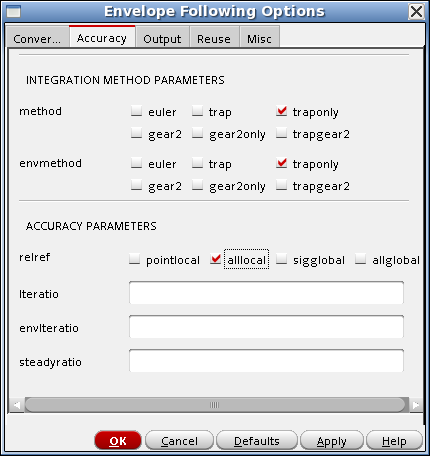 Envelope Following Options
Conver... Accuracy Output Reuse Misc
INTEGRATION METHOD PARAMETERS
method euler trap traponly
gear2 gear2only trapgear2
envmethod euler trap traponly
gear2 gear2only trapgear2
ACCURACY PARAMETERS
relref pointlocal alllocal sigglobal allglobal
lteratio
envlteratio
steadyratio
OK Cancel Defaults Apply Help